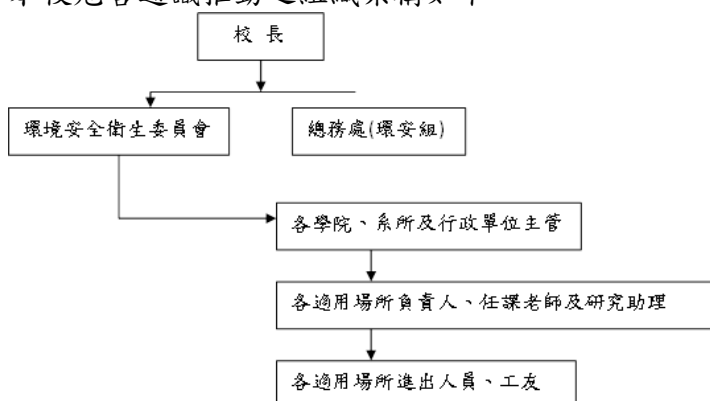 校 長
環境安全衛生委員會
總務處(環安組)
各學院、系所及行政單位主管
各適用場所負責人、任課老師及研究助理
各適用場所進出人員、工友